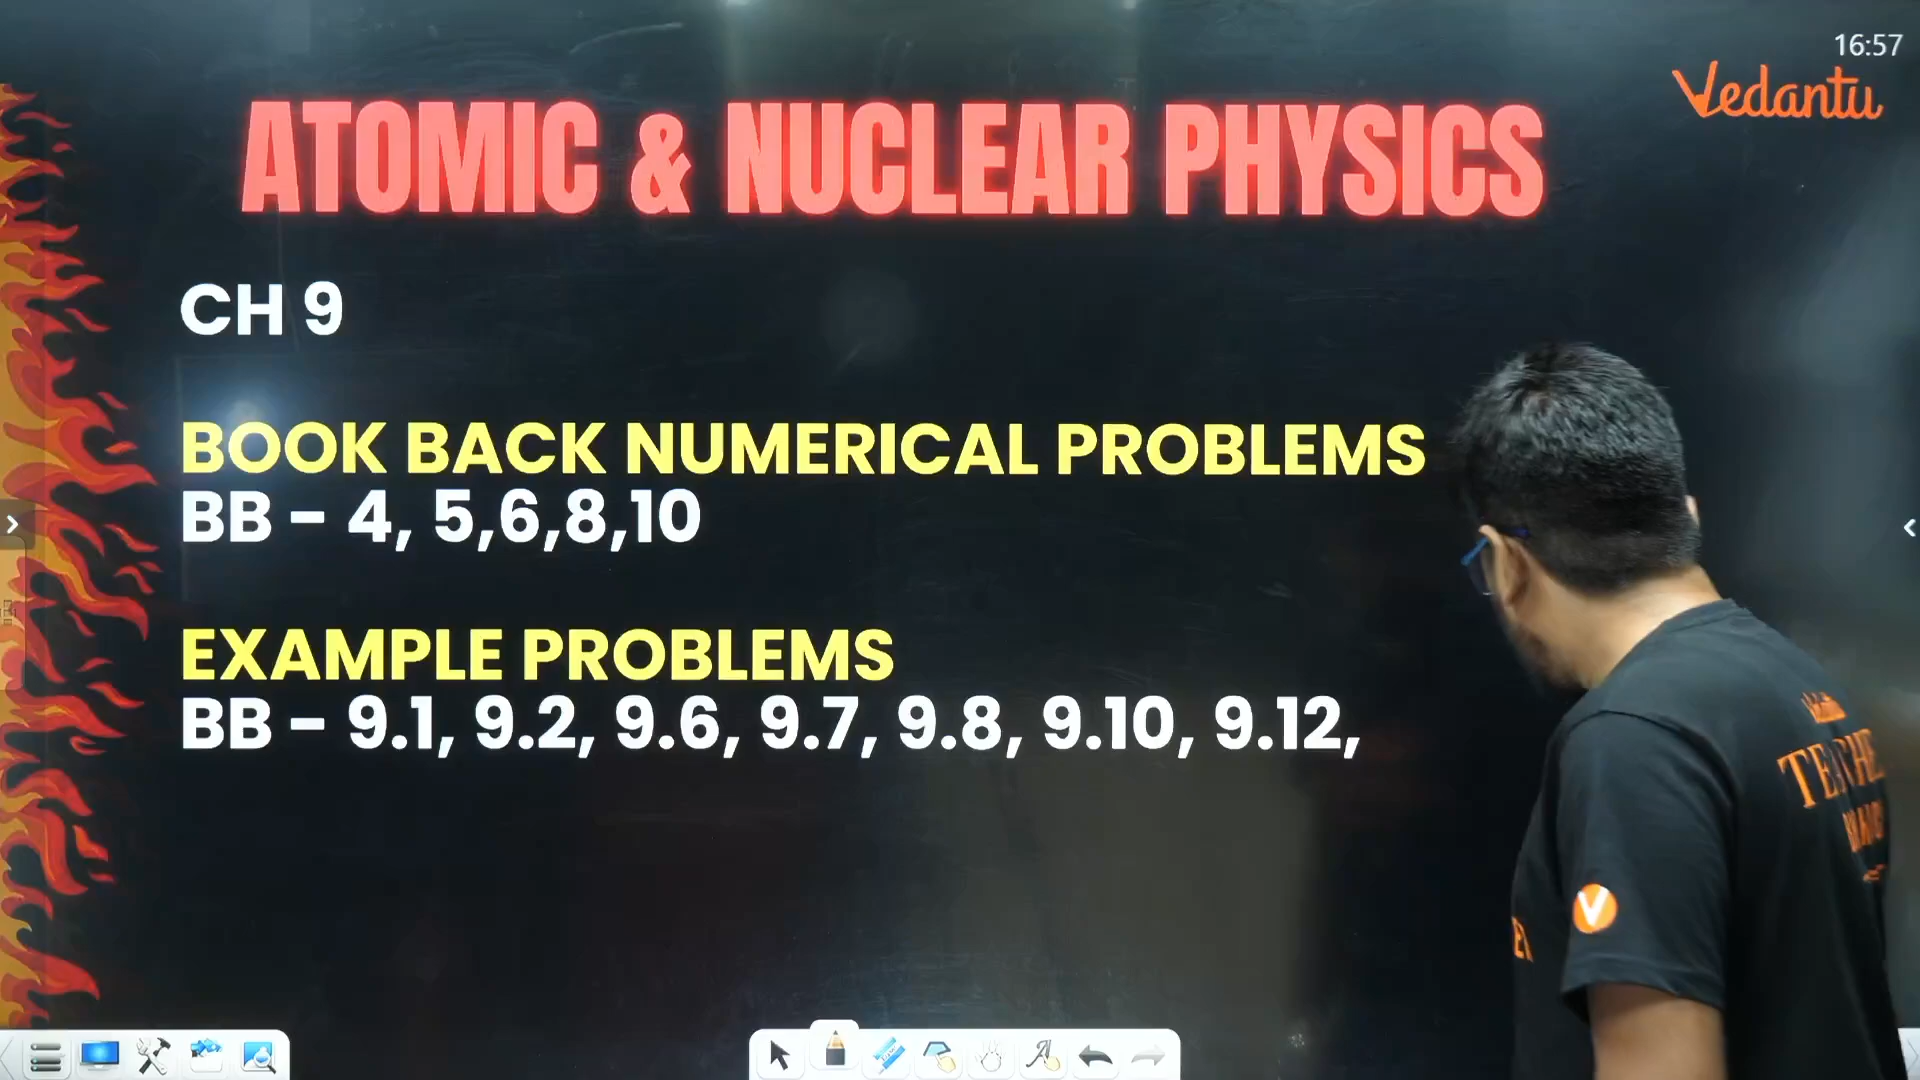 16:57
Vedantu
ATOMIC & NUCLEAR PHYSICS
CH 9
BOOK BACK NUMERICAL PROBLEMS
BB – 4, 5,6,8,10
EXAMPLE PROBLEMS
BB – 9.1, 9.2, 9.6, 9.7, 9.8, 9.10, 9.12,
V